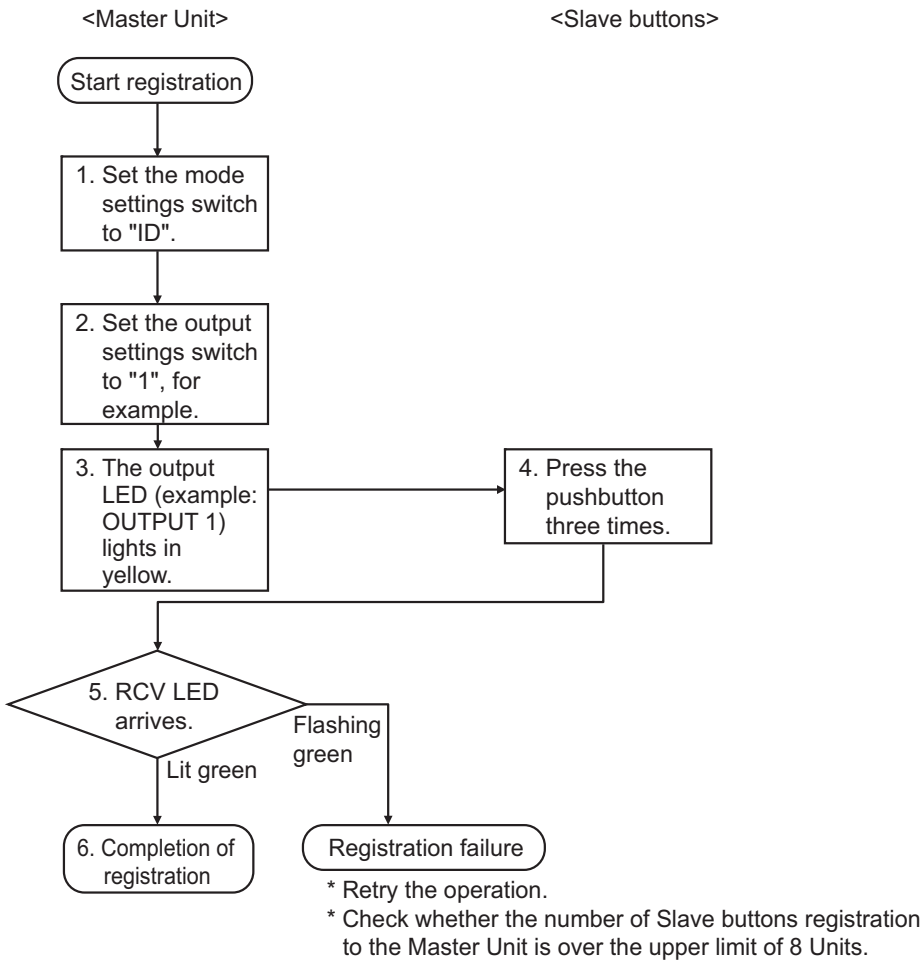 <Master Unit>
<Slave buttons>
Start registration
1. Set the mode
settings switch
to "ID".
2. Set the output
settings switch
to "1", for
example.
3. The output
LED (example:
OUTPUT 1)
lights in
yellow.
4. Press the
pushbutton
three times.
5. RCV LED
arrives.
Flashing
green
Lit green
6. Completion of
registration
Registration failure
* Retry the operation.
* Check whether the number of Slave buttons registration
to the Master Unit is over the upper limit of 8 Units.